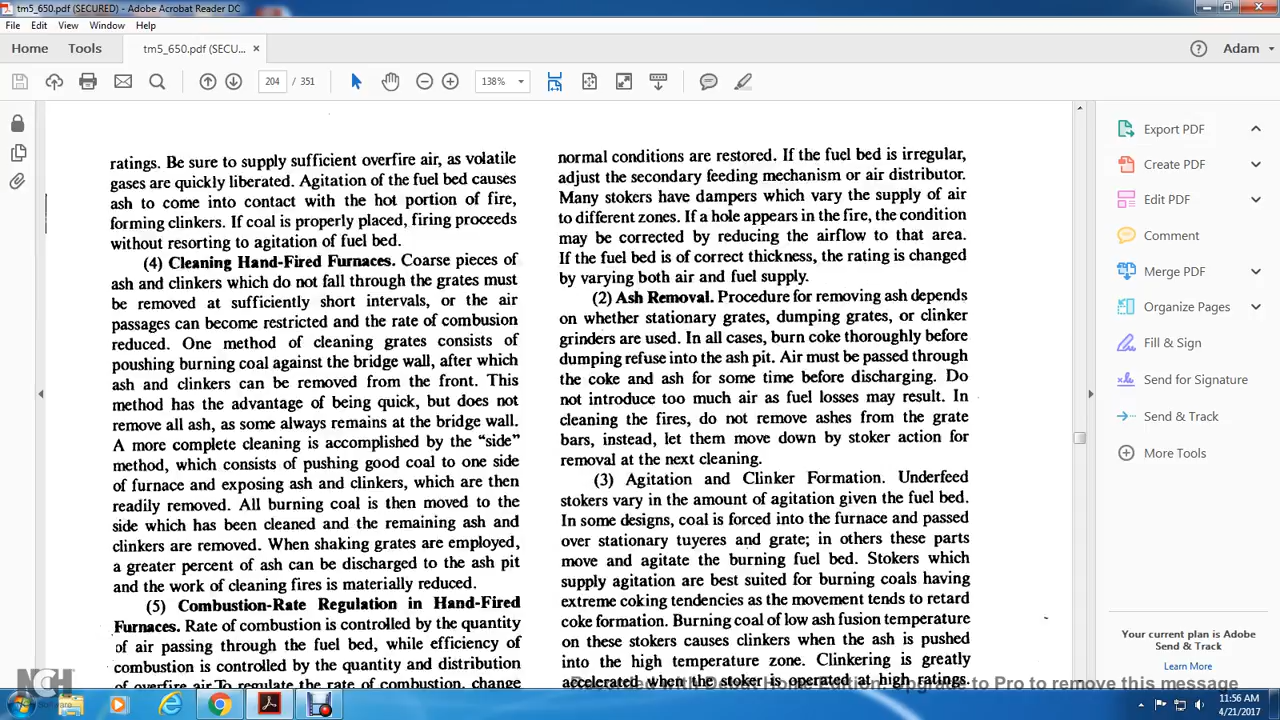 tm5_650.pdf (SECURED) - Adobe Acrobat Reader DC
File Edit View Window Help
Home Tools tm5_650.pdf (SECU... × Adam
204 / 351 138%
ratings. Be sure to supply sufficient overfire air, as volatile
gases are quickly liberated. Agitation of the fuel bed causes
ash to come into contact with the hot portion of fire,
forming clinkers. If coal is properly placed, firing proceeds
without resorting to agitation of fuel bed.
(4) Cleaning Hand-Fired Furnaces. Coarse pieces of
ash and clinkers which do not fall through the grates must
be removed at sufficiently short intervals, or the air
passages can become restricted and the rate of combustion
reduced. One method of cleaning grates consists of
poushing burning coal against the bridge wall, after which
ash and clinkers can be removed from the front. This
method has the advantage of being quick, but does not
remove all ash, as some always remains at the bridge wall.
A more complete cleaning is accomplished by the “side”
method, which consists of pushing good coal to one side
of furnace and exposing ash and clinkers, which are then
readily removed. All burning coal is then moved to the
side which has been cleaned and the remaining ash and
clinkers are removed. When shaking grates are employed,
a greater percent of ash can be discharged to the ash pit
and the work of cleaning fires is materially reduced.
(5) Combustion-Rate Regulation in Hand-Fired
Furnaces. Rate of combustion is controlled by the quantity
of air passing through the fuel bed, while efficiency of
combustion is controlled by the quantity and distribution
of overfire air To regulate the rate of combustion, change
normal conditions are restored. If the fuel bed is irregular,
adjust the secondary feeding mechanism or air distributor.
Many stokers have dampers which vary the supply of air
to different zones. If a hole appears in the fire, the condition
may be corrected by reducing the airflow to that area.
If the fuel bed is of correct thickness, the rating is changed
by varying both air and fuel supply.
(2) Ash Removal. Procedure for removing ash depends
on whether stationary grates, dumping grates, or clinker
grinders are used. In all cases, burn coke thoroughly before
dumping refuse into the ash pit. Air must be passed through
the coke and ash for some time before discharging. Do
not introduce too much air as fuel losses may result. In
cleaning the fires, do not remove ashes from the grate
bars, instead, let them move down by stoker action for
removal at the next cleaning.
(3) Agitation and Clinker Formation. Underfeed
stokers vary in the amount of agitation given the fuel bed.
In some designs, coal is forced into the furnace and passed
over stationary tuyeres and grate; in others these parts
move and agitate the burning fuel bed. Stokers which
supply agitation are best suited for burning coals having
extreme coking tendencies as the movement tends to retard
coke formation. Burning coal of low ash fusion temperature
on these stokers causes clinkers when the ash is pushed
into the high temperature zone. Clinkering is greatly
accelerated when the stoker is operated at high ratings.
Export PDF
Create PDF
Edit PDF
Comment
Merge PDF
Organize Pages
Fill & Sign
Send for Signature
Send & Track
More Tools
Your current plan is Adobe
Send & Track
Learn More
NCH
to Pro to remove this message
11:56 AM
4/21/2017